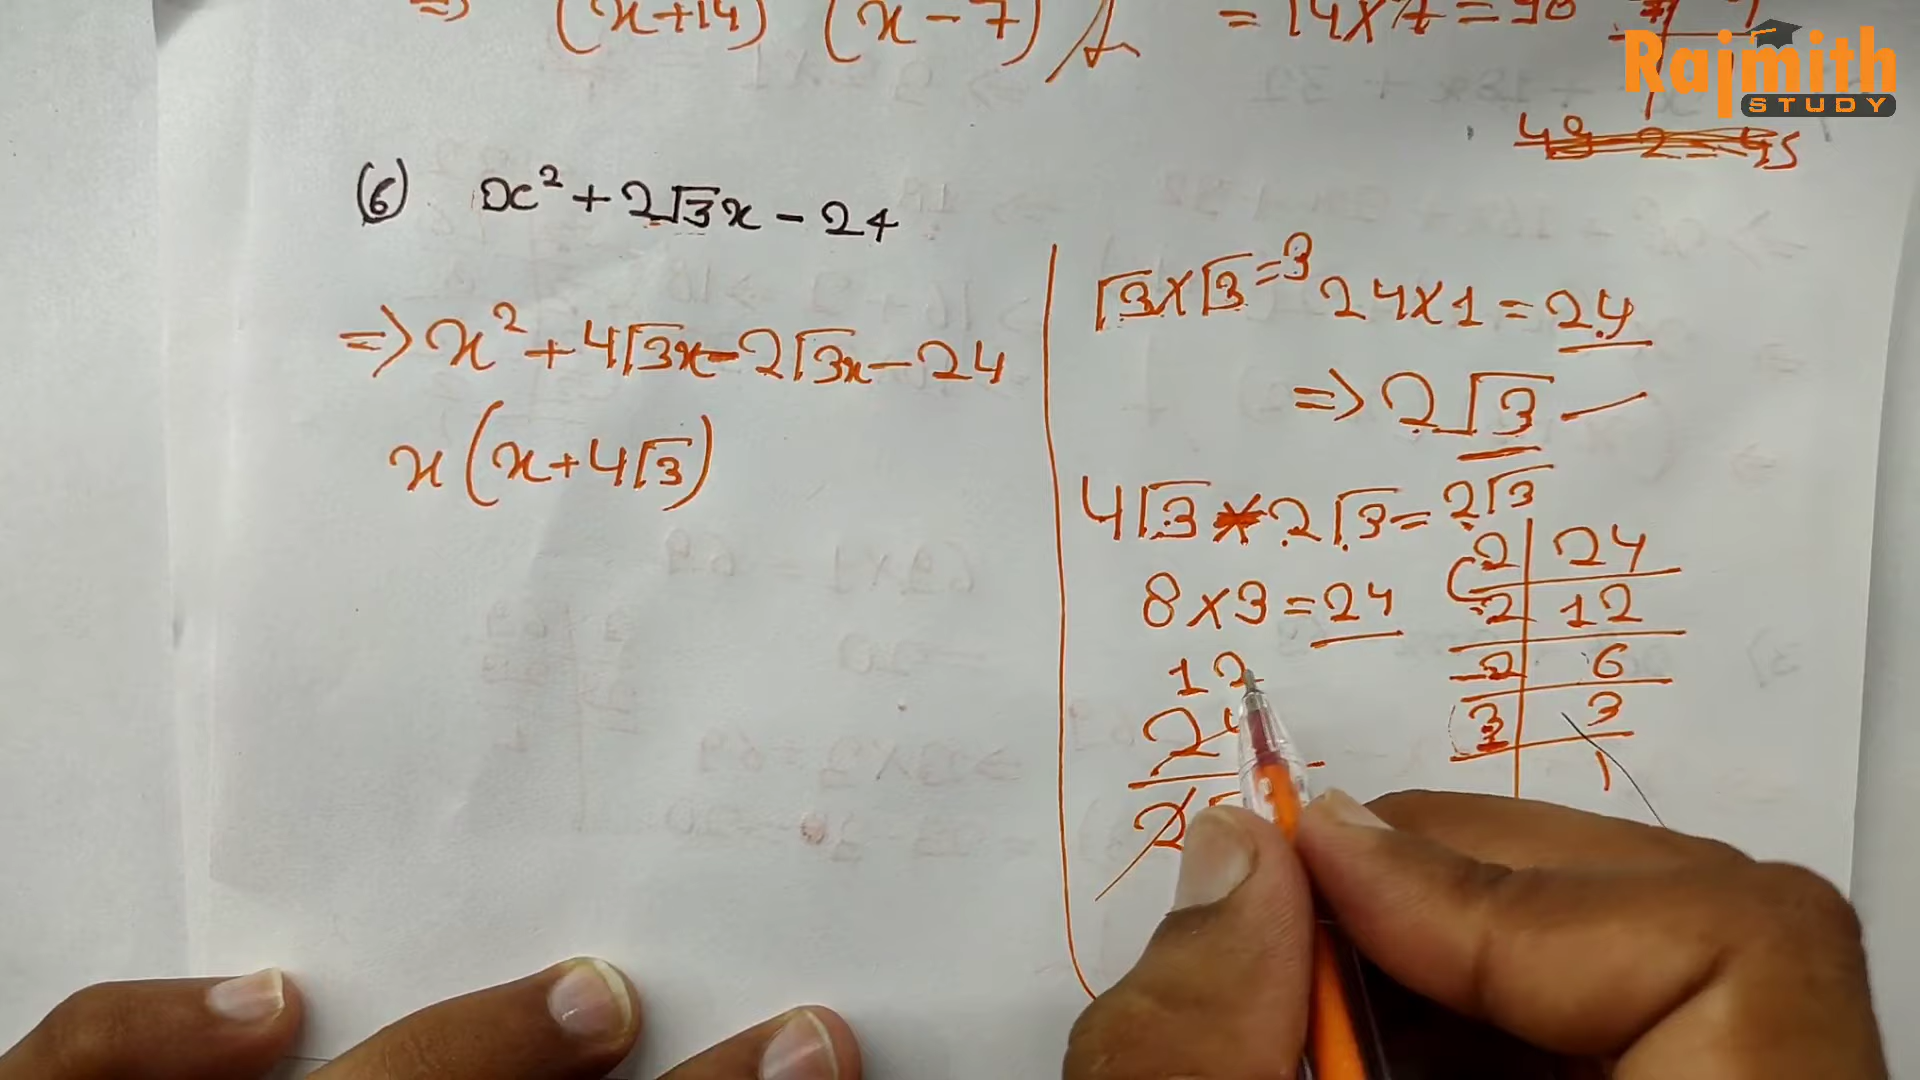 ⇒ (x+14) (x-7)
= 14×7 = 98
Rajmith
STUDY
(6) x² + 2√3x - 24
⇒ x² + 4√3x - 2√3x - 24
x(x+4√3)
√3×√3=3 24×1=24
⇒ 2√3
4√3 - 2√3 = 2√3
8×3=24
12
24
2
2 | 24
2 | 12
2 | 6
3 | 3
1